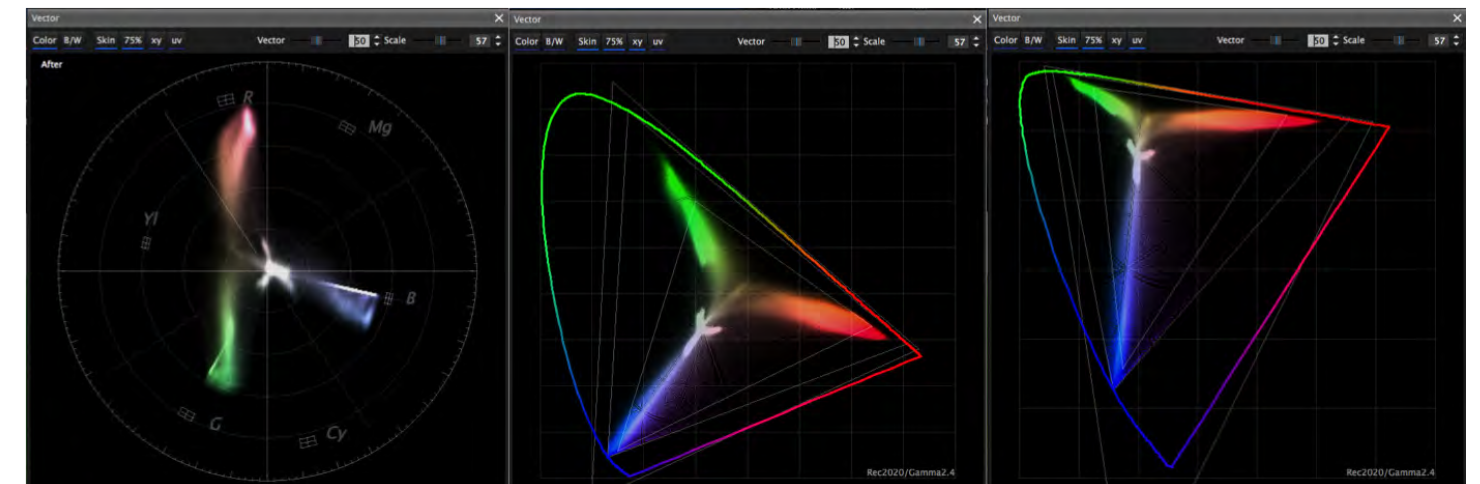 Vector
Color B/W Skin 75% xy uv Vector 50 Scale 57
After
R
Mg
Yl
B
G
Cy
Vector
Color B/W Skin 75% xy uv Vector 50 Scale 57
Rec2020/Gamma2.4
Vector
Color B/W Skin 75% xy uv Vector 50 Scale 57
Rec2020/Gamma2.4